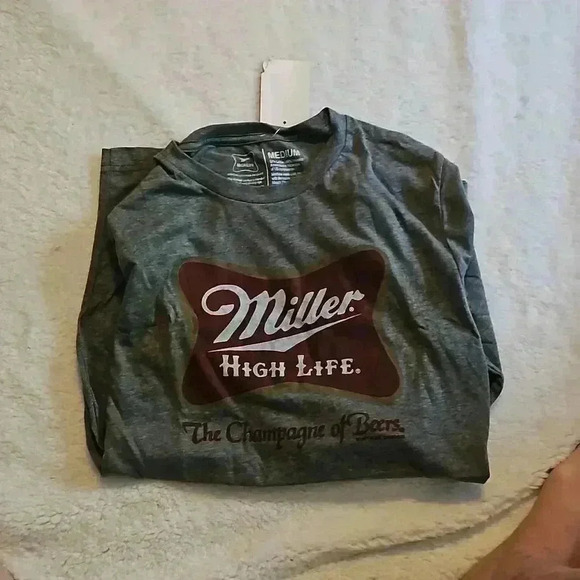 MEDIUM
Miller
HIGH LIFE®
The Champagne of Beers